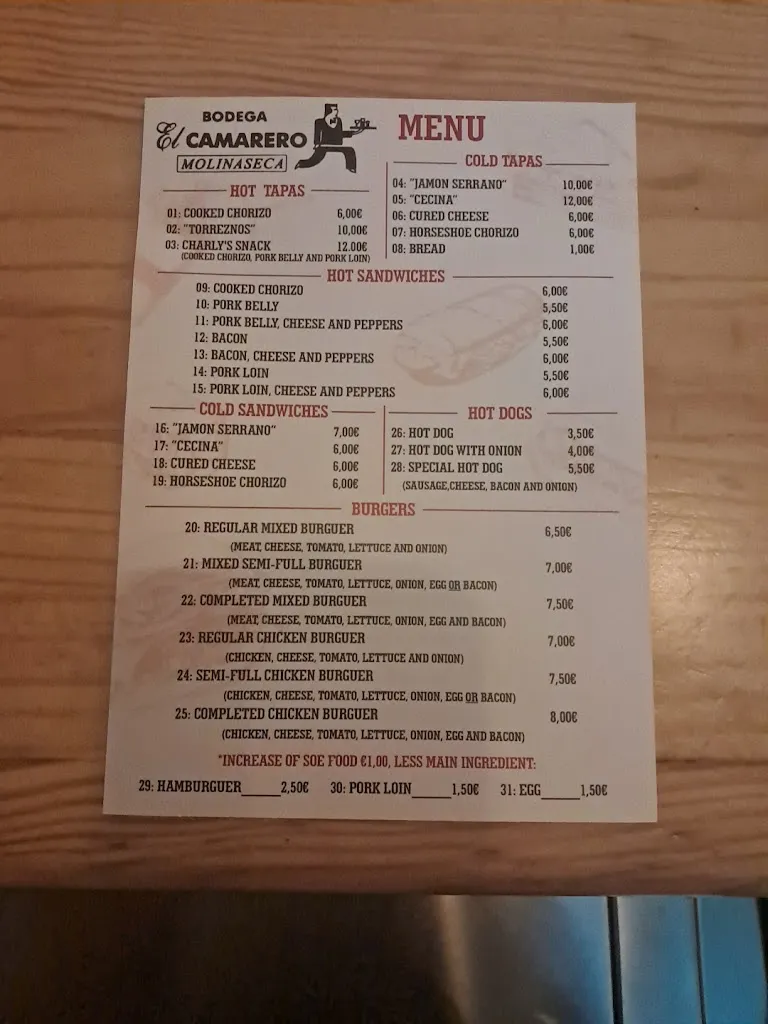 BODEGA
El CAMARERO
MOLINASECA
MENU
HOT TAPAS
01: COOKED CHORIZO 6,00€
02: "TORREZNOS" 10,00€
03: CHARLY'S SNACK 12.00€
(COOKED CHORIZO, PORK BELLY AND PORK LOIN)
COLD TAPAS
04: "JAMON SERRANO" 10,00€
05: "CECINA" 12,00€
06: CURED CHEESE 6,00€
07: HORSESHOE CHORIZO 6,00€
08: BREAD 1,00€
HOT SANDWICHES
09: COOKED CHORIZO 6,00€
10: PORK BELLY 5,50€
11: PORK BELLY, CHEESE AND PEPPERS 6,00€
12: BACON 5,50€
13: BACON, CHEESE AND PEPPERS 6,00€
14: PORK LOIN 5,50€
15: PORK LOIN, CHEESE AND PEPPERS 6,00€
COLD SANDWICHES
16: "JAMON SERRANO" 7,00€
17: "CECINA" 6,00€
18: CURED CHEESE 6,00€
19: HORSESHOE CHORIZO 6,00€
HOT DOGS
26: HOT DOG 3,50€
27: HOT DOG WITH ONION 4,00€
28: SPECIAL HOT DOG 5,50€
(SAUSAGE,CHEESE, BACON AND ONION)
BURGERS
20: REGULAR MIXED BURGUER 6,50€
(MEAT, CHEESE, TOMATO, LETTUCE AND ONION)
21: MIXED SEMI-FULL BURGUER 7,00€
(MEAT, CHEESE, TOMATO, LETTUCE, ONION, EGG OR BACON)
22: COMPLETED MIXED BURGUER 7,50€
(MEAT, CHEESE, TOMATO, LETTUCE, ONION, EGG AND BACON)
23: REGULAR CHICKEN BURGUER 7,00€
(CHICKEN, CHEESE, TOMATO, LETTUCE AND ONION)
24: SEMI-FULL CHICKEN BURGUER 7,50€
(CHICKEN, CHEESE, TOMATO, LETTUCE, ONION, EGG OR BACON)
25: COMPLETED CHICKEN BURGUER 8,00€
(CHICKEN, CHEESE, TOMATO, LETTUCE, ONION, EGG AND BACON)
*INCREASE OF SOE FOOD €1,00, LESS MAIN INGREDIENT:
29: HAMBURGUER______2,50€ 30: PORK LOIN______1,50€ 31: EGG______1,50€